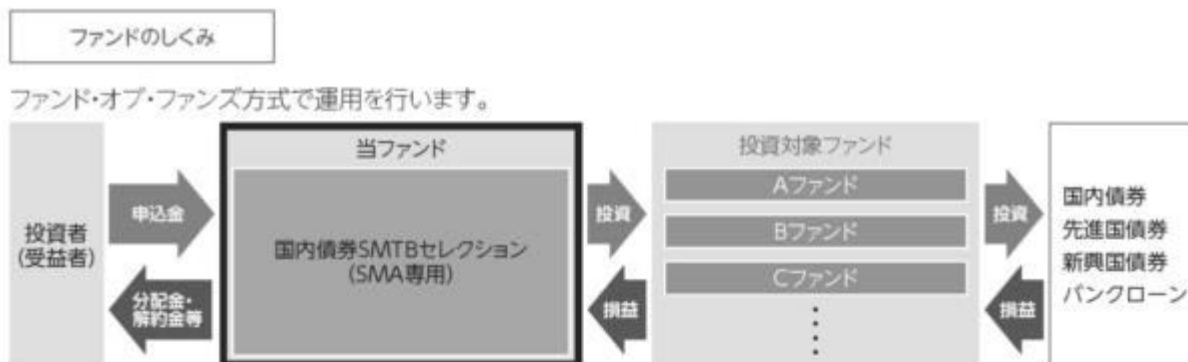 ファンドのしくみ
ファンド・オブ・ファンズ方式で運用を行います。
投資者
(受益者)
申込金
分配金・
解約金等
当ファンド
国内債券SMTBセレクション
(SMA専用)
投資
損益
投資対象ファンド
Aファンド
Bファンド
Cファンド
投資
損益
国内債券
先進国債券
新興国債券
バンクローン